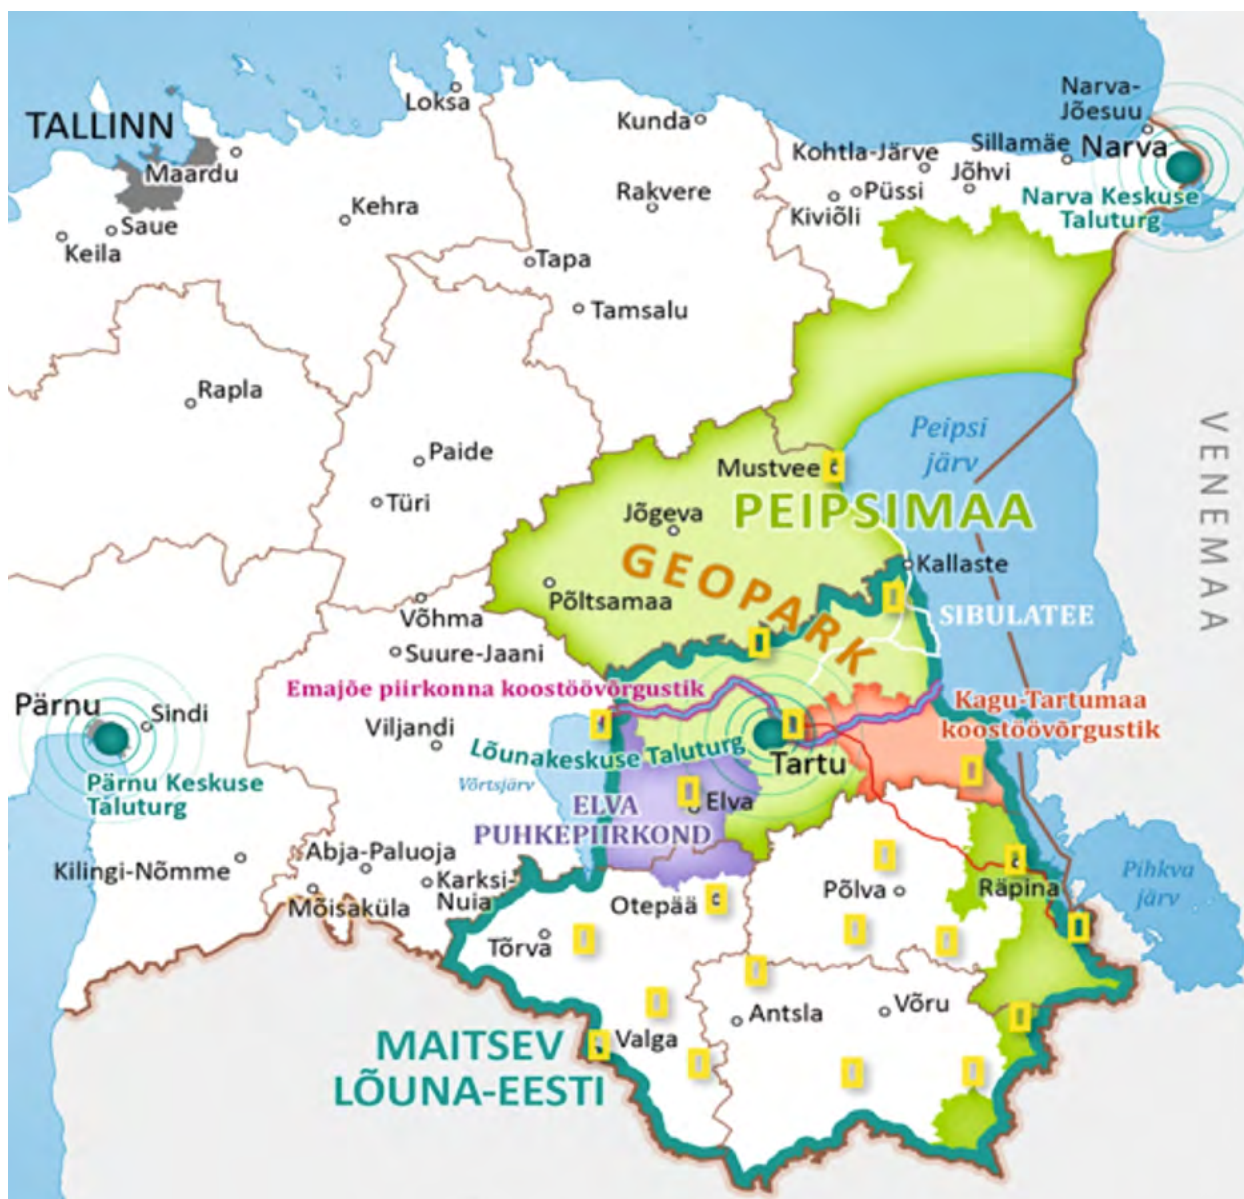 Loksa
TALLINN
Maardu
Kunda
Narva-
Jõesuu
Kohtla-Järve
Sillamäe
Narva
Jõhvi
Püssi
Kiviõli
Narva Keskuse
Taluturg
Rakvere
Kehra
Saue
Keila
Tapa
Tamsalu
Rapla
Paide
Türi
Peipsi
järv
VENEMAA
Mustvee
PEIPSIMAA
Jõgeva
GEOPARK
Kallaste
Põltsamaa
Võhma
SIBULATEE
Suure-Jaani
Emajõe piirkonna koostöövõrgustik
Kagu-Tartumaa
koostöövõrgustik
Pärnu
Sindi
Viljandi
Lõunakeskuse Taluturg
Tartu
Pärnu Keskuse
Taluturg
Võrtsjärv
ELVA
PUHKEPIIRKOND
Elva
Abja-Paluoja
Kilingi-Nõmme
Karksi-
Nuia
Mõisaküla
Otepää
Põlva
Räpina
Pihkva
järv
Tõrva
Antsla
Võru
Valga
MAITSEV
LÕUNA-EESTI